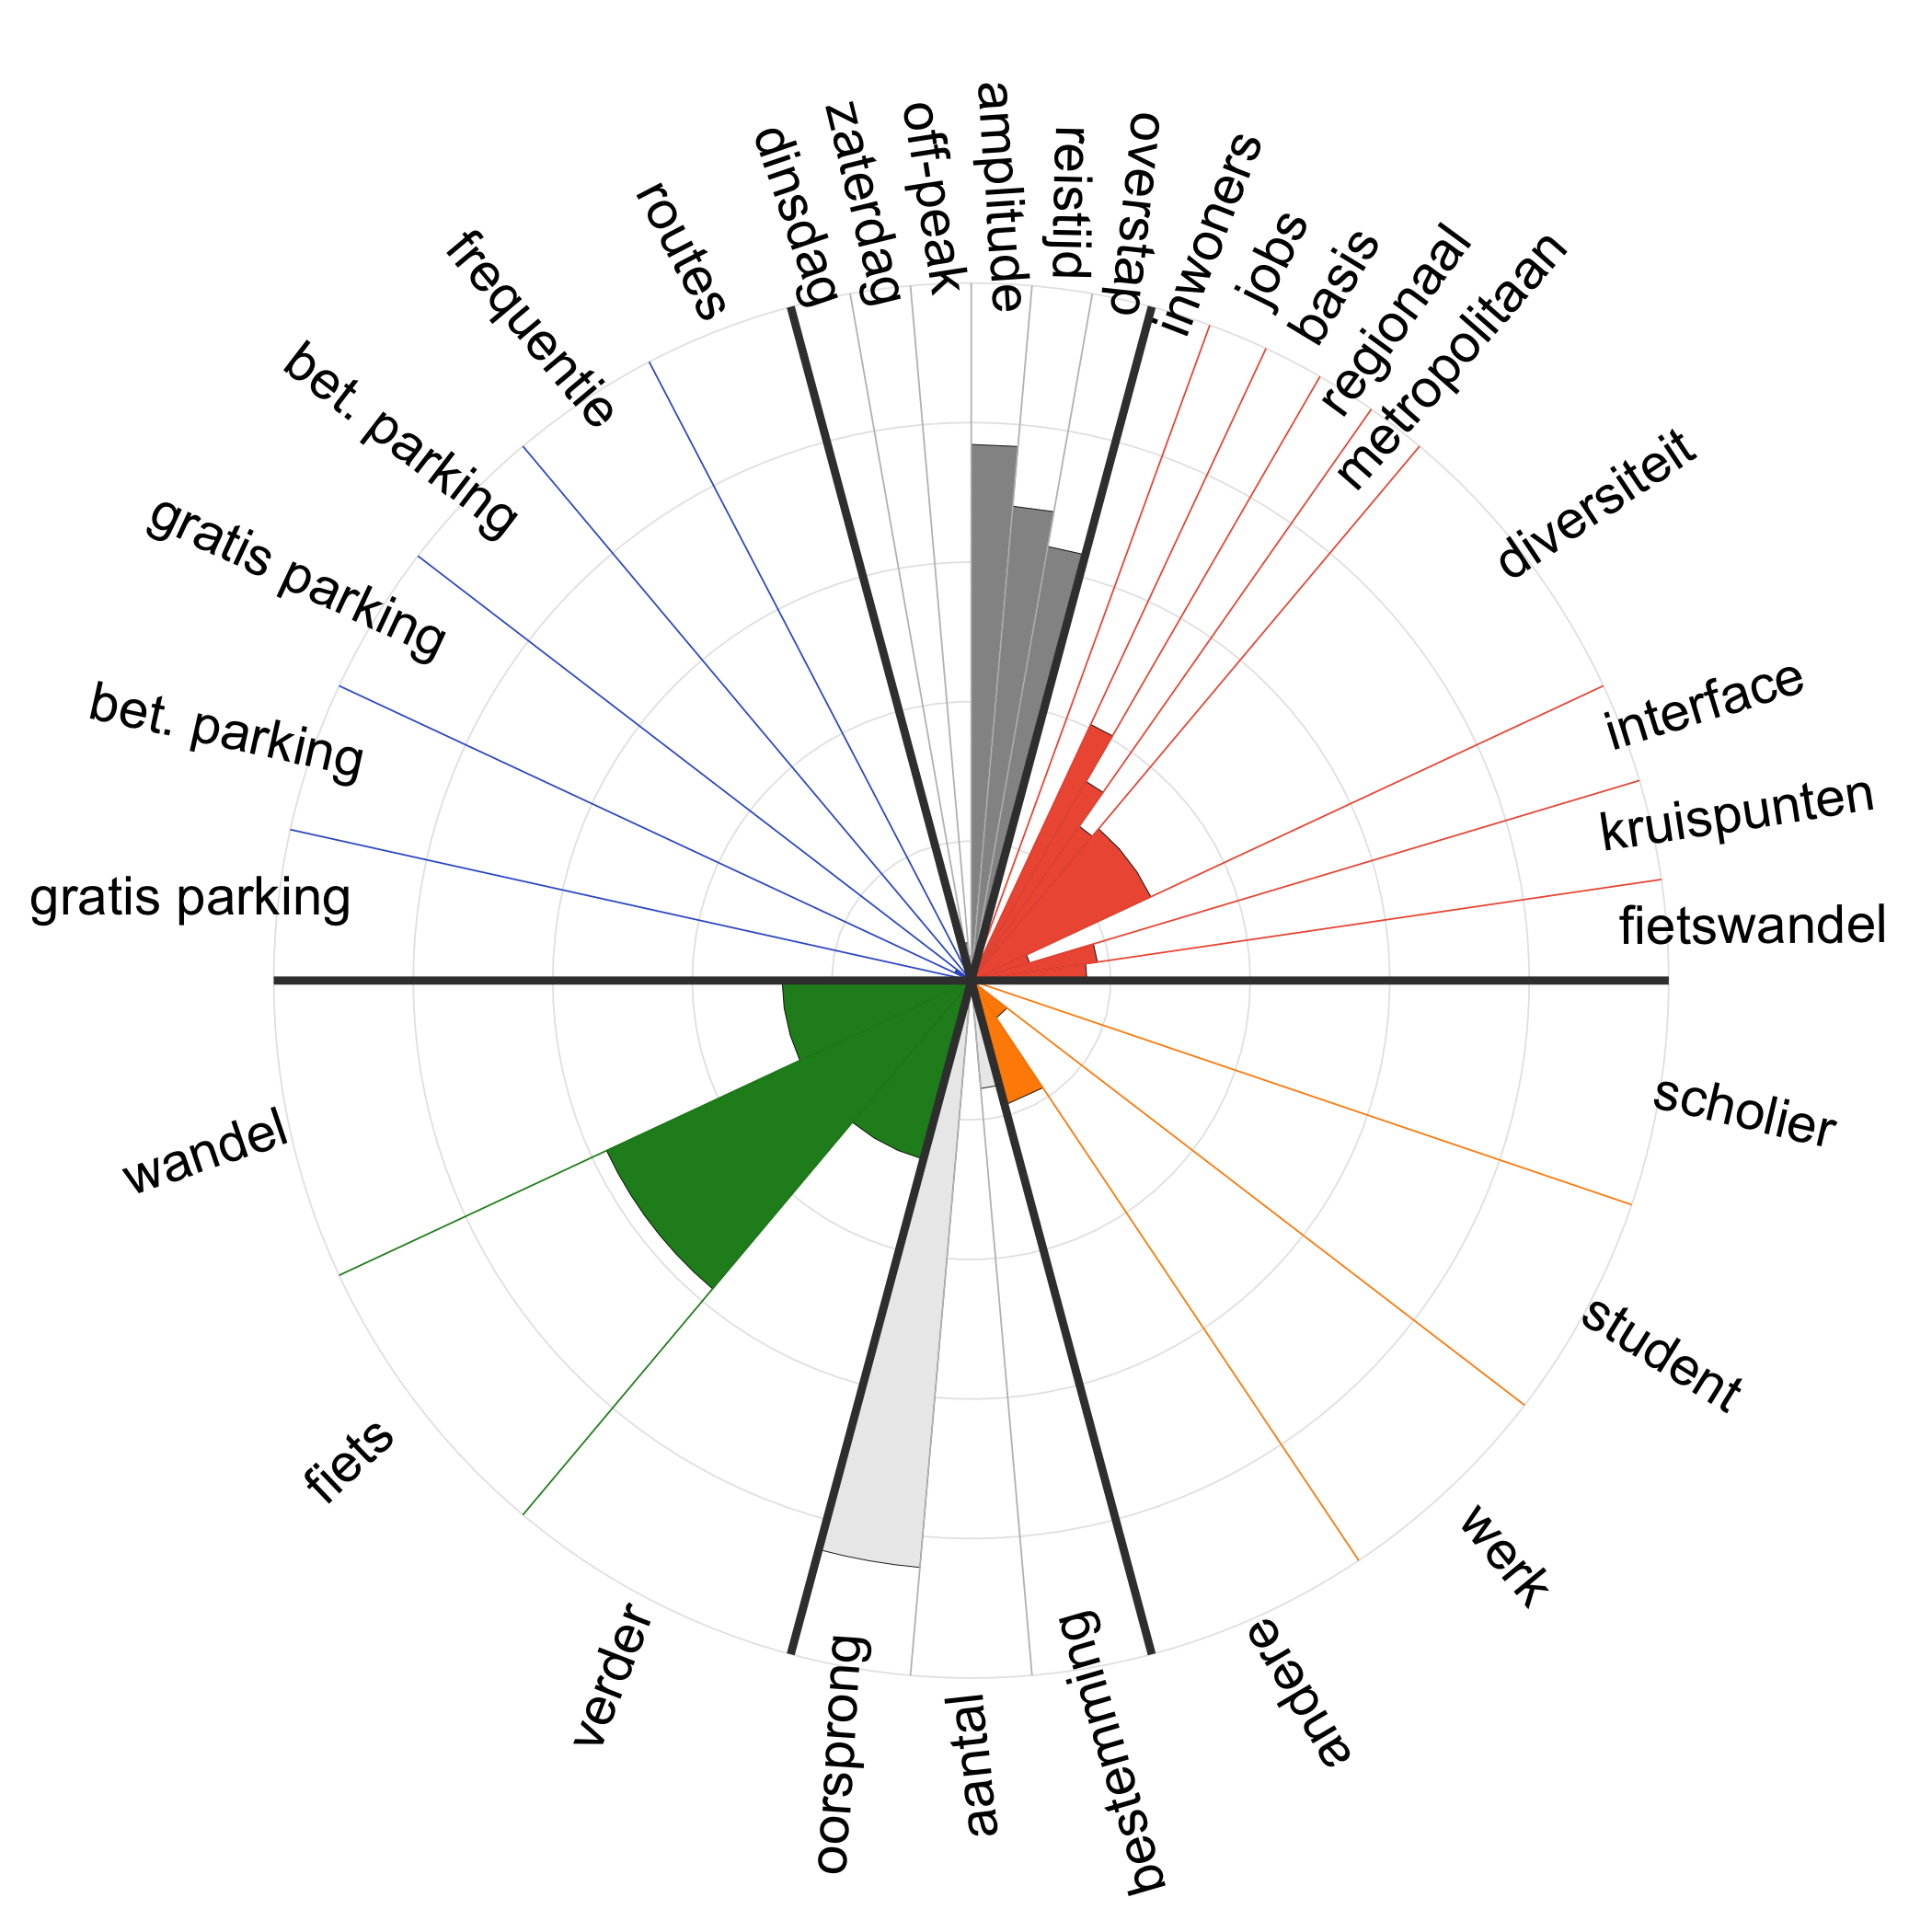 dinsdag
zaterdag
off-peak
amplitude
reistijd
overstap
inwoners
jobs
basis
regionaal
metropolitaan
diversiteit
interface
kruispunten
fietswandel
scholier
student
werk
andere
bestemming
aantal
oorsprong
verder
fiets
wandel
gratis parking
bet. parking
gratis parking
bet. parking
frequentie
routes